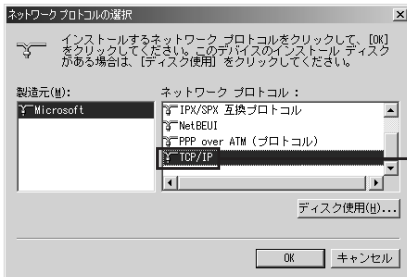 ネットワーク プロトコルの選択
インストールするネットワーク プロトコルをクリックして、[OK]
をクリックしてください。このデバイスのインストール ディスク
がある場合は、[ディスク使用] をクリックしてください。
製造元(M):
ネットワーク プロトコル :
Microsoft
IPX/SPX 互換プロトコル
NetBEUI
PPP over ATM (プロトコル)
TCP/IP
ディスク使用(H)...
OK
キャンセル